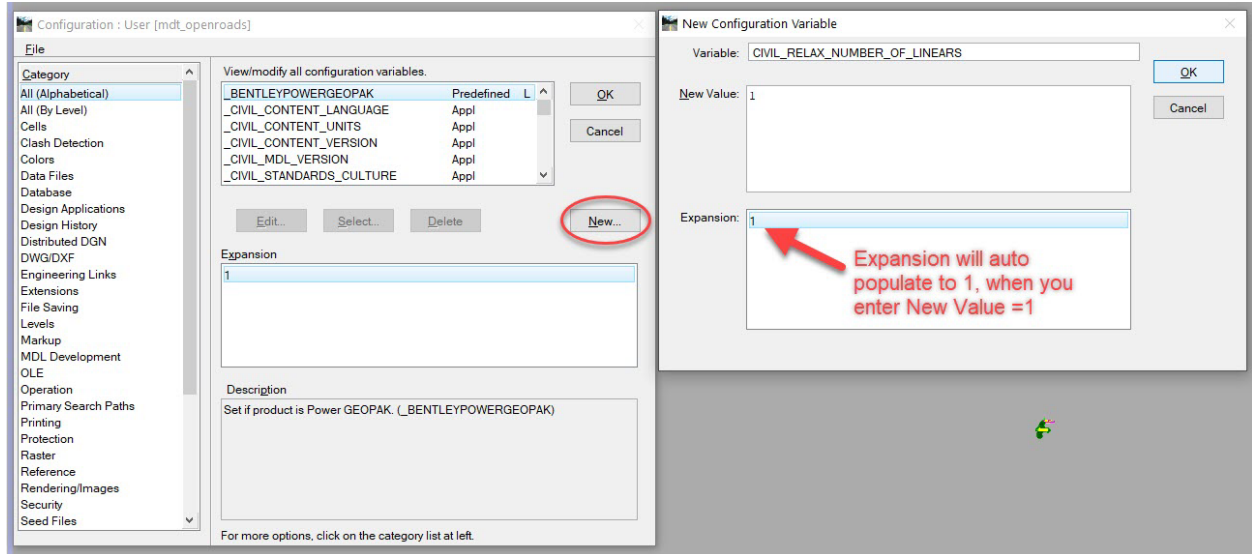 Configuration : User [mdt_openroads]
File
Category
All (Alphabetical)
All (By Level)
Cells
Clash Detection
Colors
Data Files
Database
Design Applications
Design History
Distributed DGN
DWG/DXF
Engineering Links
Extensions
File Saving
Levels
Markup
MDL Development
OLE
Operation
Primary Search Paths
Printing
Protection
Raster
Reference
Rendering/Images
Security
Seed Files
View/modify all configuration variables.
_BENTLEYPOWERGEOPAK Predefined L
_CIVIL_CONTENT_LANGUAGE Appl
_CIVIL_CONTENT_UNITS Appl
_CIVIL_CONTENT_VERSION Appl
_CIVIL_MDL_VERSION Appl
_CIVIL_STANDARDS_CULTURE Appl
OK
Cancel
Edit... Select... Delete New...
Expansion
1
Description
Set if product is Power GEOPAK. (_BENTLEYPOWERGEOPAK)
For more options, click on the category list at left.
New Configuration Variable
Variable: CIVIL_RELAX_NUMBER_OF_LINEARS
OK
New Value: 1
Cancel
Expansion: 1
Expansion will auto
populate to 1, when you
enter New Value =1